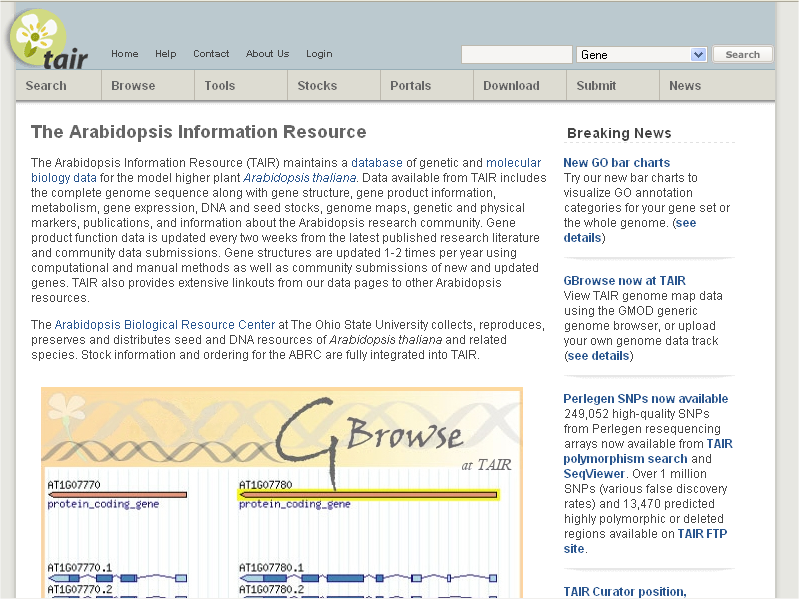 tair
Home Help Contact About Us Login
Gene Search
Search Browse Tools Stocks Portals Download Submit News
The Arabidopsis Information Resource
The Arabidopsis Information Resource (TAIR) maintains a database of genetic and molecular
biology data for the model higher plant Arabidopsis thaliana. Data available from TAIR includes
the complete genome sequence along with gene structure, gene product information,
metabolism, gene expression, DNA and seed stocks, genome maps, genetic and physical
markers, publications, and information about the Arabidopsis research community. Gene
product function data is updated every two weeks from the latest published research literature
and community data submissions. Gene structures are updated 1-2 times per year using
computational and manual methods as well as community submissions of new and updated
genes. TAIR also provides extensive linkouts from our data pages to other Arabidopsis
resources.
The Arabidopsis Biological Resource Center at The Ohio State University collects, reproduces,
preserves and distributes seed and DNA resources of Arabidopsis thaliana and related
species. Stock information and ordering for the ABRC are fully integrated into TAIR.
GBrowse
at TAIR
AT1G07770 AT1G07780
protein_coding_gene protein_coding_gene
AT1G07770.1 AT1G07780.1
AT1G07770.2 AT1G07780.2
Breaking News
New GO bar charts
Try our new bar charts to
visualize GO annotation
categories for your gene set or
the whole genome. (see
details)
GBrowse now at TAIR
View TAIR genome map data
using the GMOD generic
genome browser, or upload
your own genome data track
(see details)
Perlegen SNPs now available
249,052 high-quality SNPs
from Perlegen resequencing
arrays now available from TAIR
polymorphism search and
SeqViewer. Over 1 million
SNPs (various false discovery
rates) and 13,470 predicted
highly polymorphic or deleted
regions available on TAIR FTP
site.
TAIR Curator position,